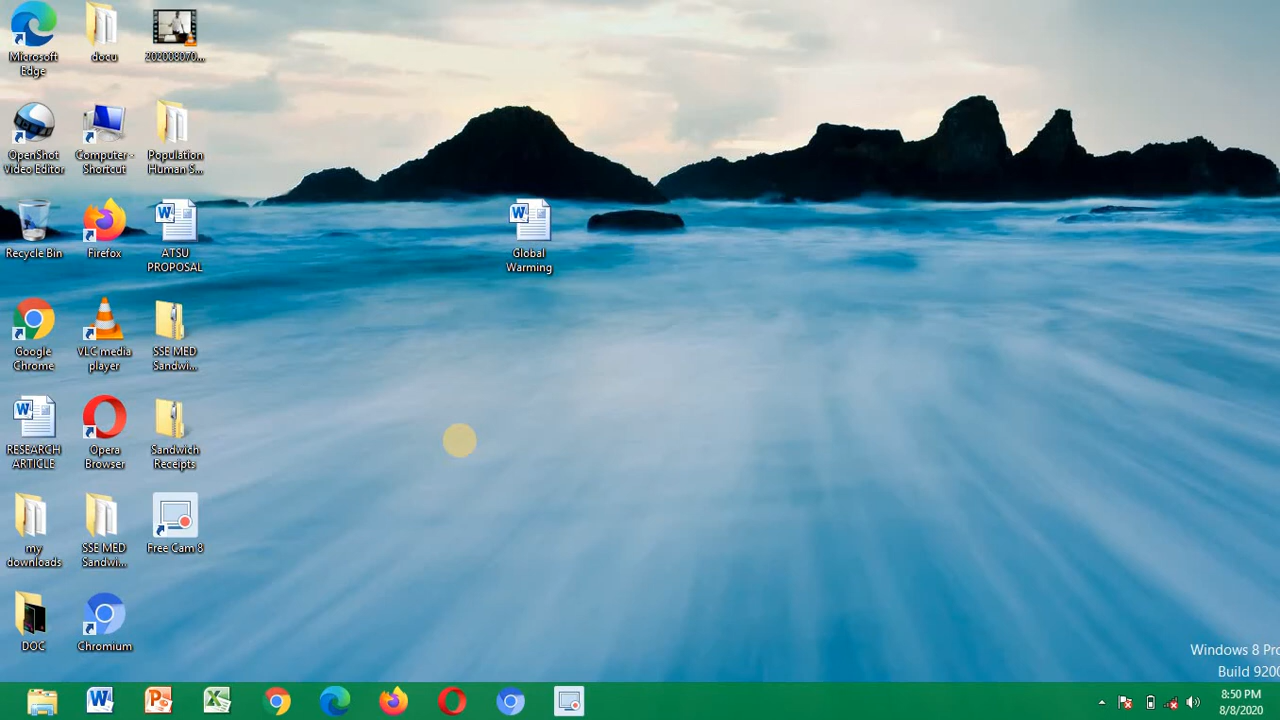 Microsoft
Edge
docu
202008070...
OpenShot
Video Editor
Computer -
Shortcut
Population
Human S...
Recycle Bin
Firefox
ATSU
PROPOSAL
Global
Warming
Google
Chrome
VLC media
player
SSE MED
Sandwi...
RESEARCH
ARTICLE
Opera
Browser
Sandwich
Receipts
my
downloads
SSE MED
Sandwi...
Free Cam 8
DOC
Chromium
Windows 8 Pro
Build 9200
8:50 PM
8/8/2020